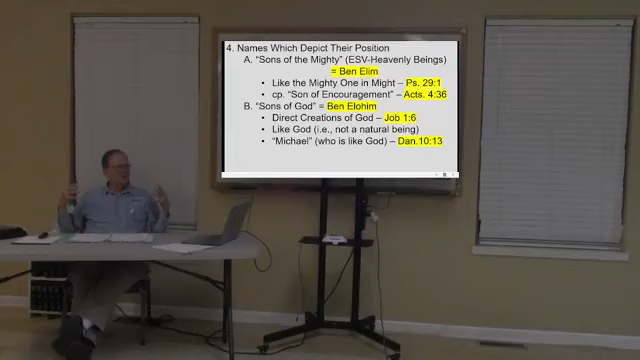 4. Names Which Depict Their Position
A. “Sons of the Mighty” (ESV-Heavenly Beings)
= Ben Elim
• Like the Mighty One in Might – Ps. 29:1
• cp. “Son of Encouragement” – Acts. 4:36
B. “Sons of God” = Ben Elohim
• Direct Creations of God – Job 1:6
• Like God (i.e., not a natural being)
• “Michael” (who is like God) – Dan.10:13